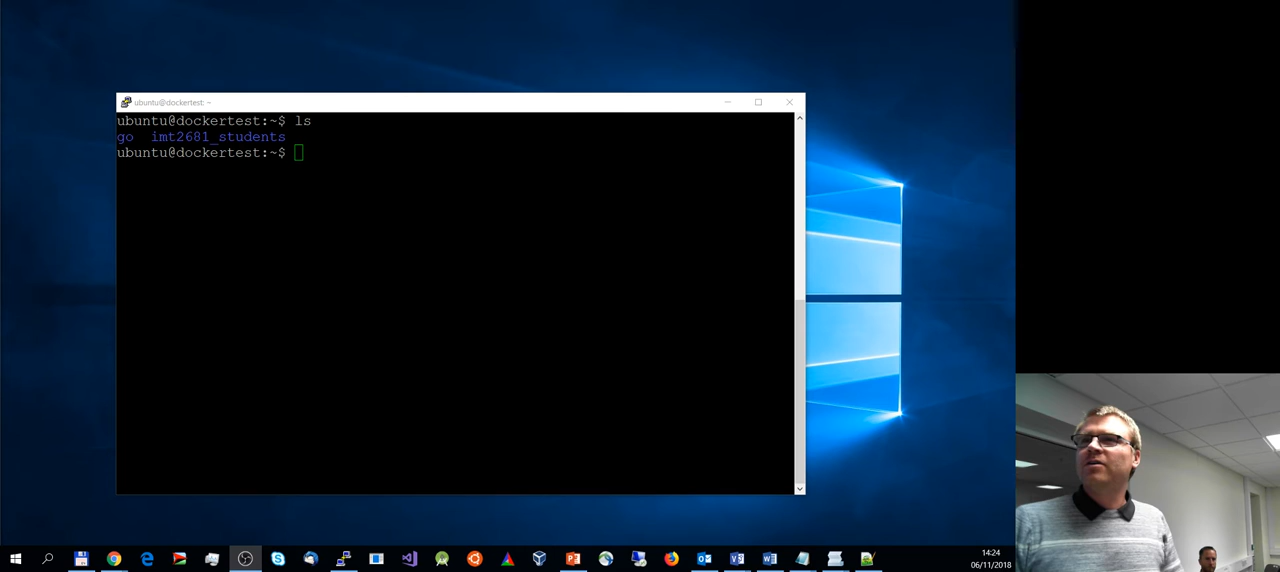 ubuntu@dockertest: ~
ubuntu@dockertest:~$ ls
go imt2681_students
ubuntu@dockertest:~$
14:24
06/11/2018